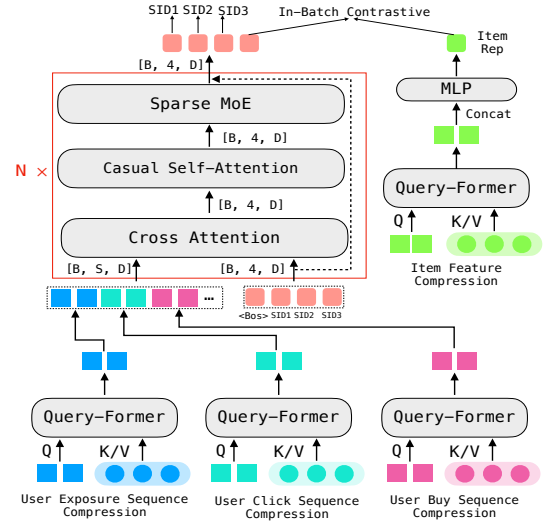 SID1 SID2 SID3
In-Batch Contrastive
Item
Rep
[B, 4, D]
MLP
Sparse MoE
Concat
[B, 4, D]
N ×
Casual Self-Attention
Query-Former
[B, 4, D]
Q K/V
Cross Attention
[B, S, D] [B, 4, D]
Item Feature
Compression
...
<Bos> SID1 SID2 SID3
Query-Former Query-Former Query-Former
Q K/V Q K/V Q K/V
User Exposure Sequence
Compression
User Click Sequence
Compression
User Buy Sequence
Compression